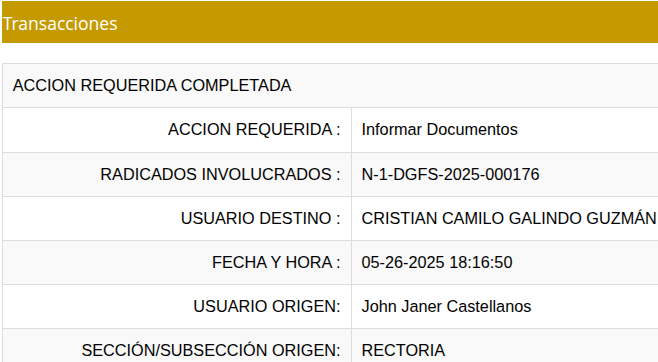 Transacciones
ACCION REQUERIDA COMPLETADA
ACCION REQUERIDA : Informar Documentos
RADICADOS INVOLUCRADOS : N-1-DGFS-2025-000176
USUARIO DESTINO : CRISTIAN CAMILO GALINDO GUZMÁN
FECHA Y HORA : 05-26-2025 18:16:50
USUARIO ORIGEN: John Janer Castellanos
SECCIÓN/SUBSECCIÓN ORIGEN: RECTORIA